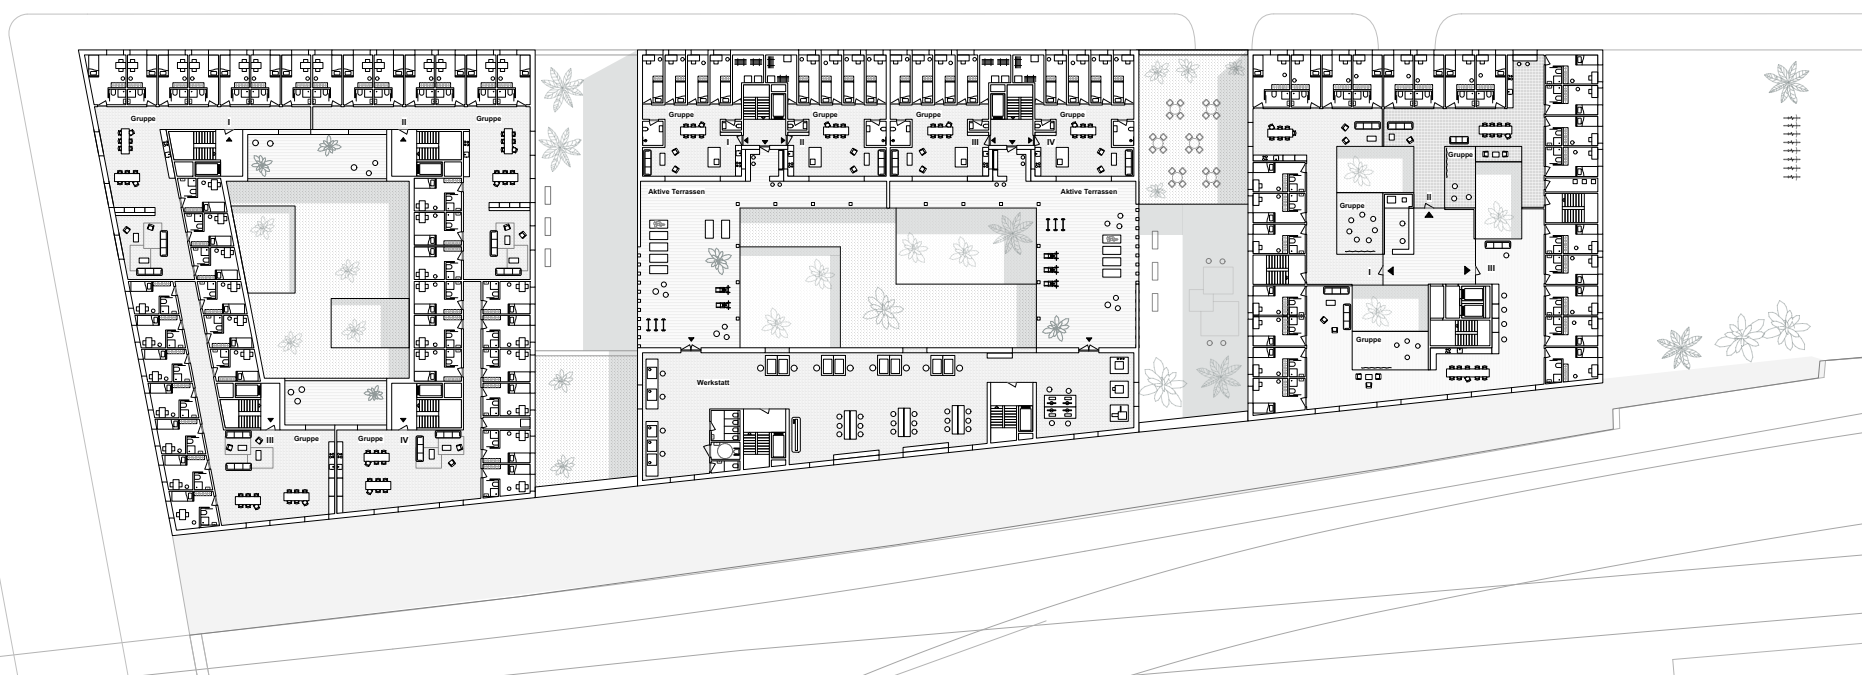 Gruppe
I
II
Gruppe
III
Gruppe
Gruppe
IV
Gruppe
I
II
Gruppe
Gruppe
III
IV
Gruppe
Aktive Terrassen
Aktive Terrassen
Werkstatt
Gruppe
Gruppe
II
I
III
Gruppe